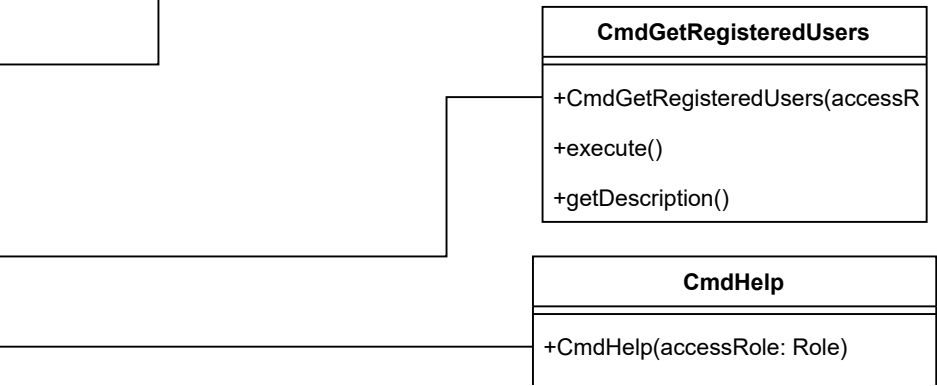 CmdGetRegisteredUsers
+CmdGetRegisteredUsers(accessR
+execute()
+getDescription()
CmdHelp
+CmdHelp(accessRole: Role)